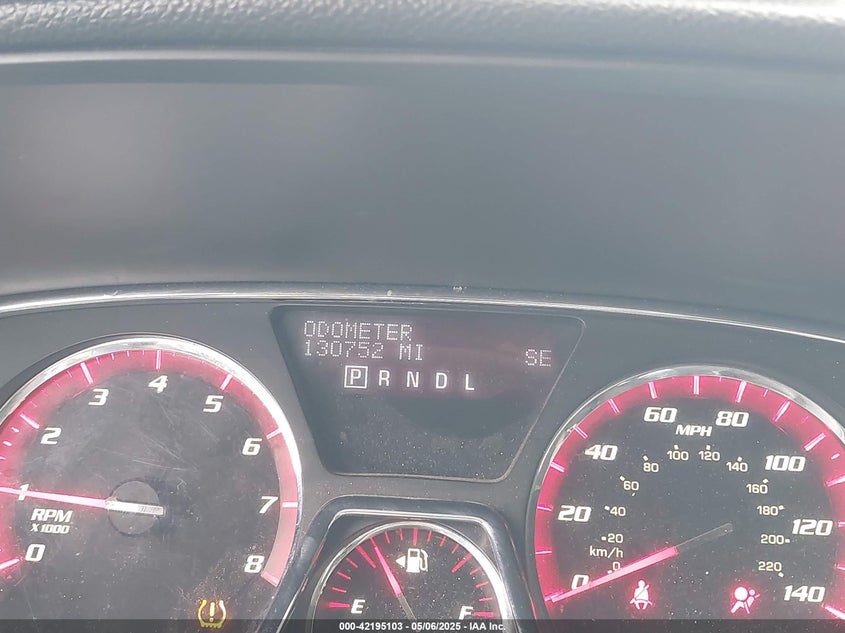 ODOMETER
130752 MI SE
P R N D L
0 1 2 3 4 5 6 7 8
RPM
X1000
E F
0 20 40 60 80 100 120 140
MPH
0 20 40 60 80 100 120 140 160 180 200 220
km/h
000-42195103 - 05/06/2025 - IAA Inc.